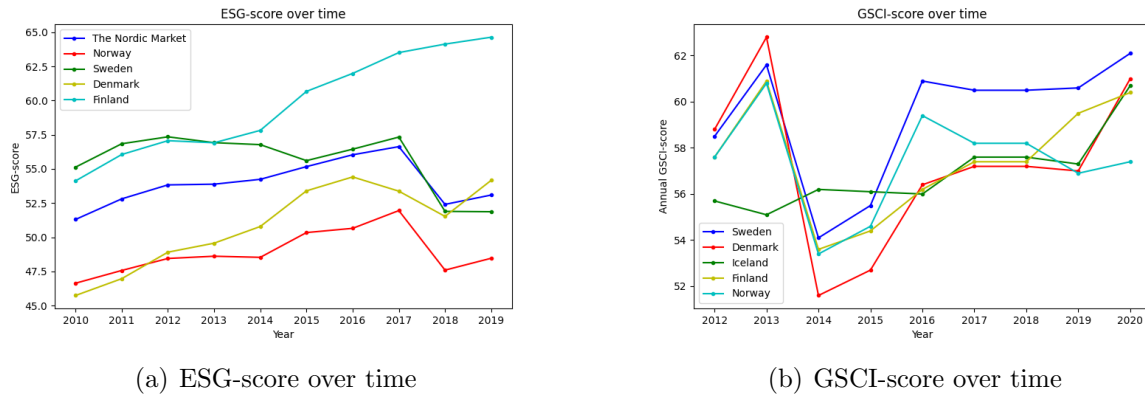 ESG-score over time
65.0
62.5
60.0
57.5
55.0
52.5
50.0
47.5
45.0
ESG-score
The Nordic Market
Norway
Sweden
Denmark
Finland
2010 2011 2012 2013 2014 2015 2016 2017 2018 2019
Year
(a) ESG-score over time
GSCI-score over time
62
60
58
56
54
52
Annual GSCI-score
Sweden
Denmark
Iceland
Finland
Norway
2012 2013 2014 2015 2016 2017 2018 2019 2020
Year
(b) GSCI-score over time